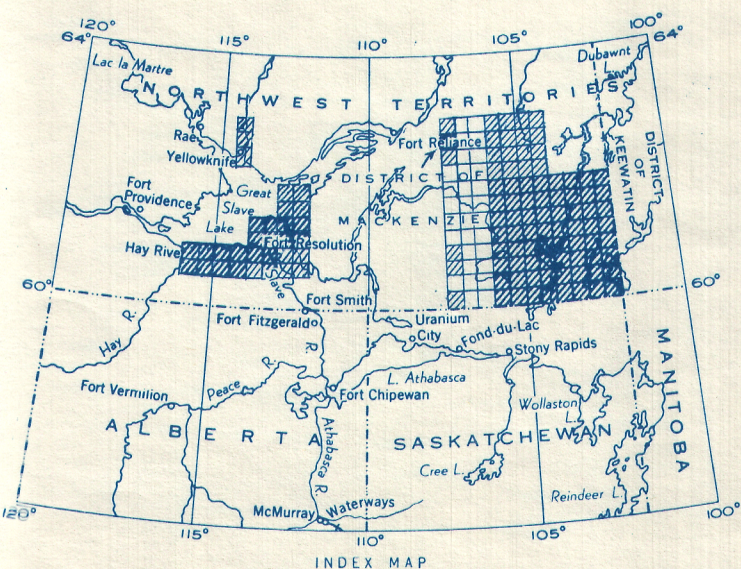 120°
115°
110°
105°
100°
64°
64°
Lac la Martre
Dubawnt
L.
NORTHWEST TERRITORIES
Rae
Yellowknife
Fort Reliance
DISTRICT OF
MACKENZIE
DISTRICT
OF
KEEWATIN
Fort
Providence
Great
Slave
Lake
Hay Rive
Fort Resolution
Slave
R.
60°
60°
Fort Smith
Fort Fitzgerald
Uranium
City
Fond-du-Lac
Stony Rapids
Hay R.
Peace R.
Fort Vermilion
L. Athabasca
Fort Chipewan
Athabasca R.
Wollaston
L.
MANITOBA
ALBERTA
SASKATCHEWAN
Cree L.
Reindeer L.
McMurray
Waterways
120°
115°
110°
105°
100°
INDEX MAP